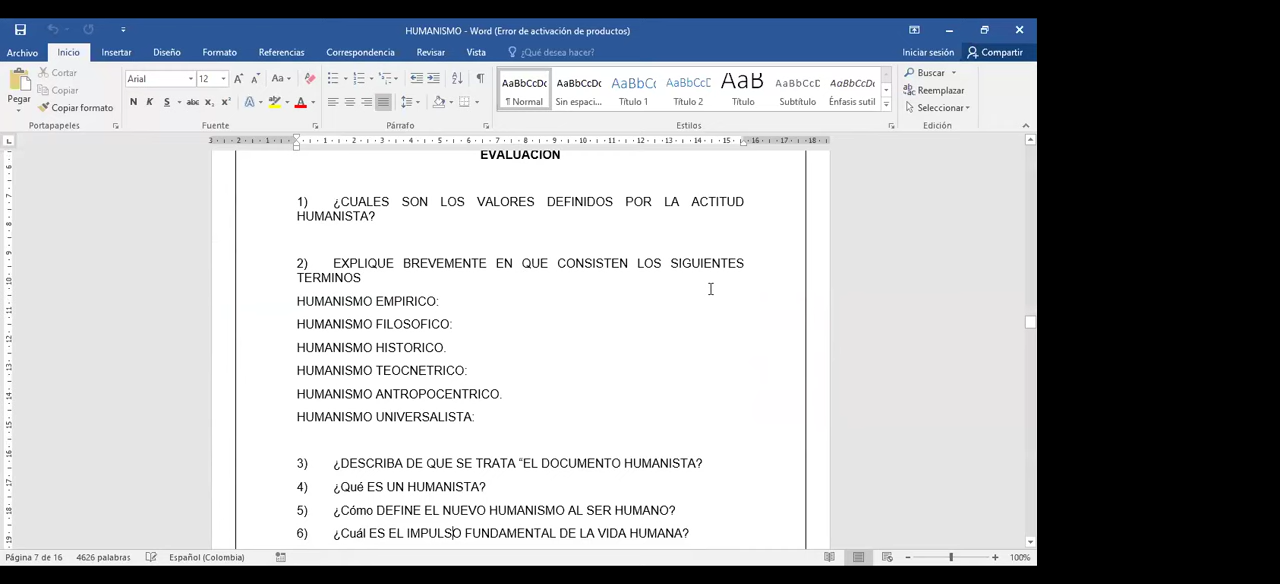 HUMANISMO - Word (Error de activación de productos)
Archivo Inicio Insertar Diseño Formato Referencias Correspondencia Revisar Vista ¿Qué desea hacer? Iniciar sesión Compartir
Pegar
Cortar
Copiar
Copiar formato
Portapapeles
Arial 12
Fuente
Párrafo
AaBbCcDc AaBbCcDc AaBbCc AaBbCcD AaB AaBbCcD AaBbCcDc
¶ Normal Sin espaci... Título 1 Título 2 Título Subtítulo Énfasis sutil
Estilos
Buscar
Reemplazar
Seleccionar
Edición
EVALUACION
1) ¿CUALES SON LOS VALORES DEFINIDOS POR LA ACTITUD
HUMANISTA?
2) EXPLIQUE BREVEMENTE EN QUE CONSISTEN LOS SIGUIENTES
TERMINOS
HUMANISMO EMPIRICO:
HUMANISMO FILOSOFICO:
HUMANISMO HISTORICO.
HUMANISMO TEOCNETRICO:
HUMANISMO ANTROPOCENTRICO.
HUMANISMO UNIVERSALISTA:
3) ¿DESCRIBA DE QUE SE TRATA “EL DOCUMENTO HUMANISTA?
4) ¿Qué ES UN HUMANISTA?
5) ¿Cómo DEFINE EL NUEVO HUMANISMO AL SER HUMANO?
6) ¿Cuál ES EL IMPULSO FUNDAMENTAL DE LA VIDA HUMANA?
Página 7 de 16 4626 palabras Español (Colombia) 100%